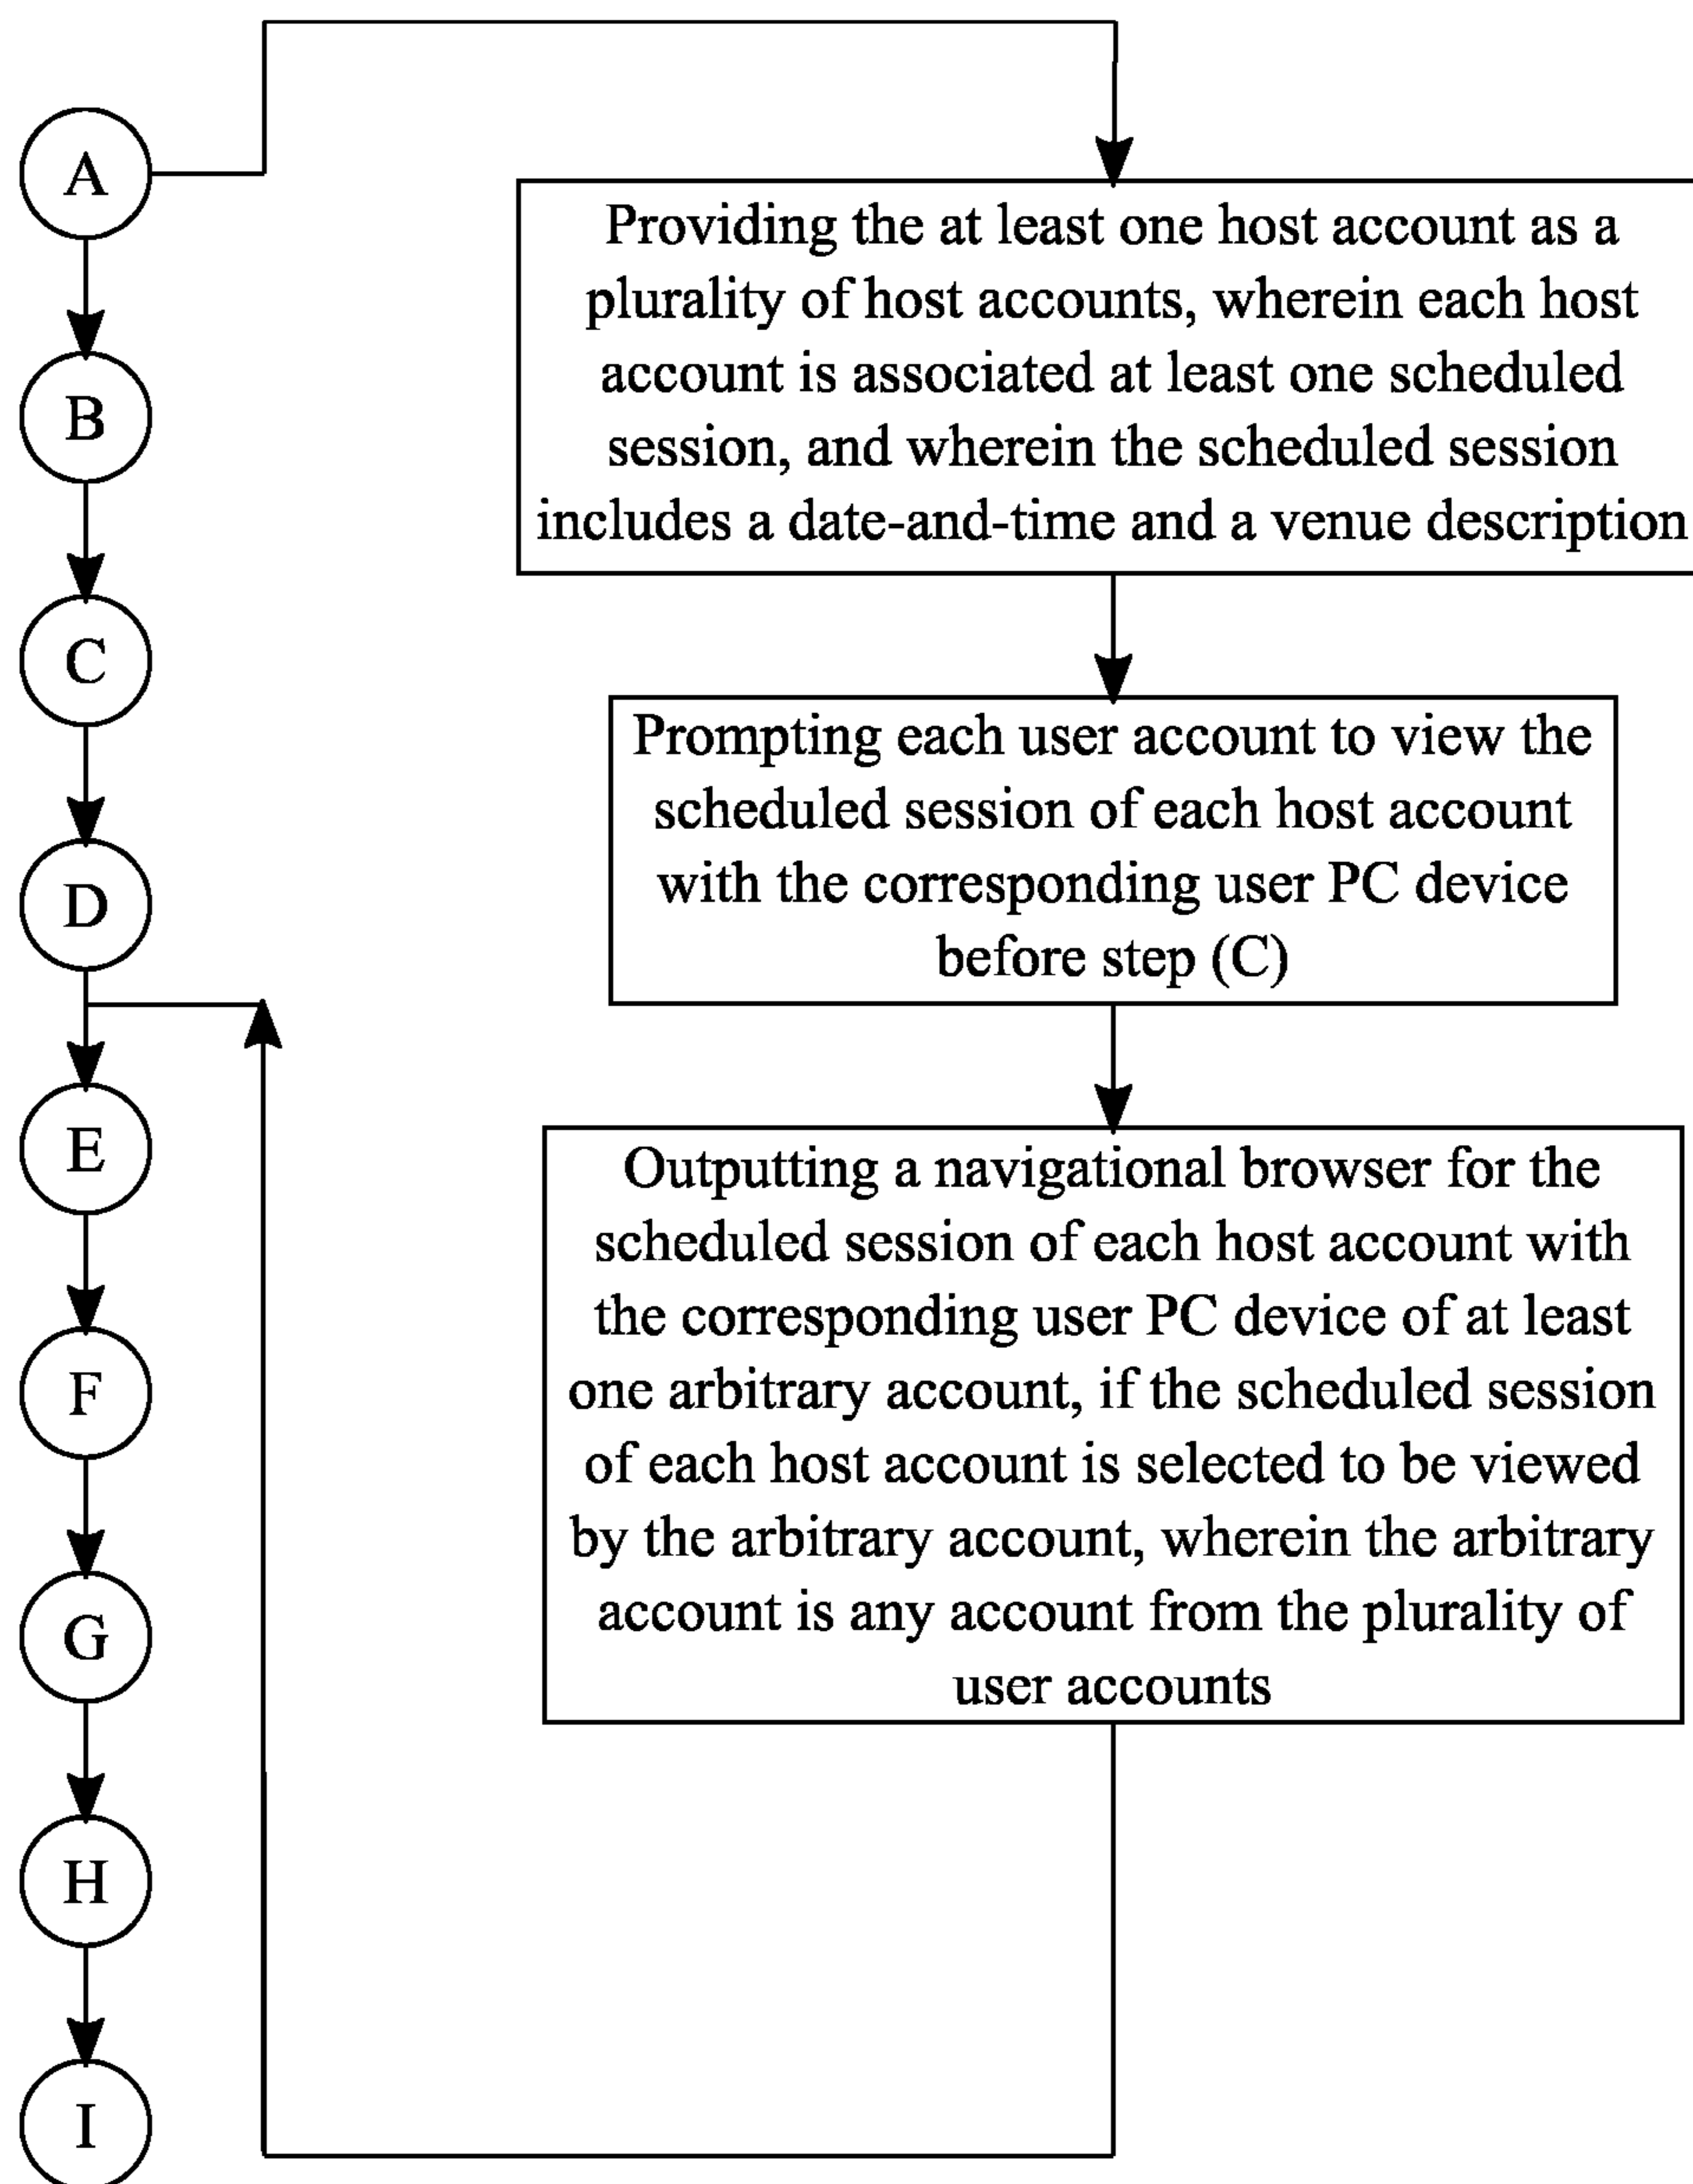 A
B
C
D
E
F
G
H
I
Providing the at least one host account as a
plurality of host accounts, wherein each host
account is associated at least one scheduled
session, and wherein the scheduled session
includes a date-and-time and a venue description
Prompting each user account to view the
scheduled session of each host account
with the corresponding user PC device
before step (C)
Outputting a navigational browser for the
scheduled session of each host account with
the corresponding user PC device of at least
one arbitrary account, if the scheduled session
of each host account is selected to be viewed
by the arbitrary account, wherein the arbitrary
account is any account from the plurality of
user accounts